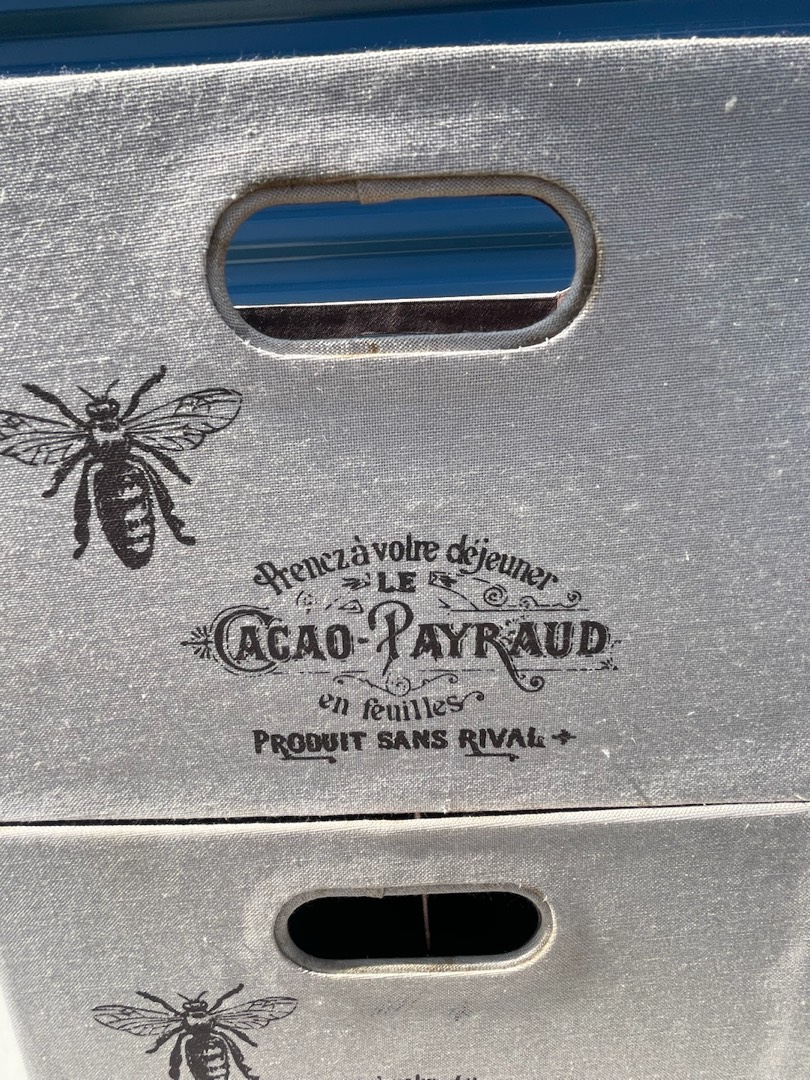 Prenez à votre déjeuner
LE
CACAO-PAYRAUD
en feuilles
PRODUIT SANS RIVAL